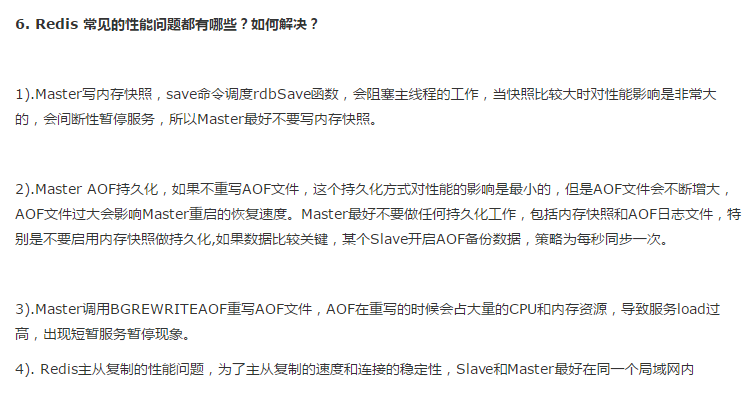 6. Redis 常见的性能问题都有哪些？如何解决？
1).Master写内存快照，save命令调度rdbSave函数，会阻塞主线程的工作，当快照比较大时对性能影响是非常大
的，会间断性暂停服务，所以Master最好不要写内存快照。
2).Master AOF持久化，如果不重写AOF文件，这个持久化方式对性能的影响是最小的，但是AOF文件会不断增大，
AOF文件过大会影响Master重启的恢复速度。Master最好不要做任何持久化工作，包括内存快照和AOF日志文件，特
别是不要启用内存快照做持久化,如果数据比较关键，某个Slave开启AOF备份数据，策略为每秒同步一次。
3).Master调用BGREWRITEAOF重写AOF文件，AOF在重写的时候会占大量的CPU和内存资源，导致服务load过
高，出现短暂服务暂停现象。
4). Redis主从复制的性能问题，为了主从复制的速度和连接的稳定性，Slave和Master最好在同一个局域网内